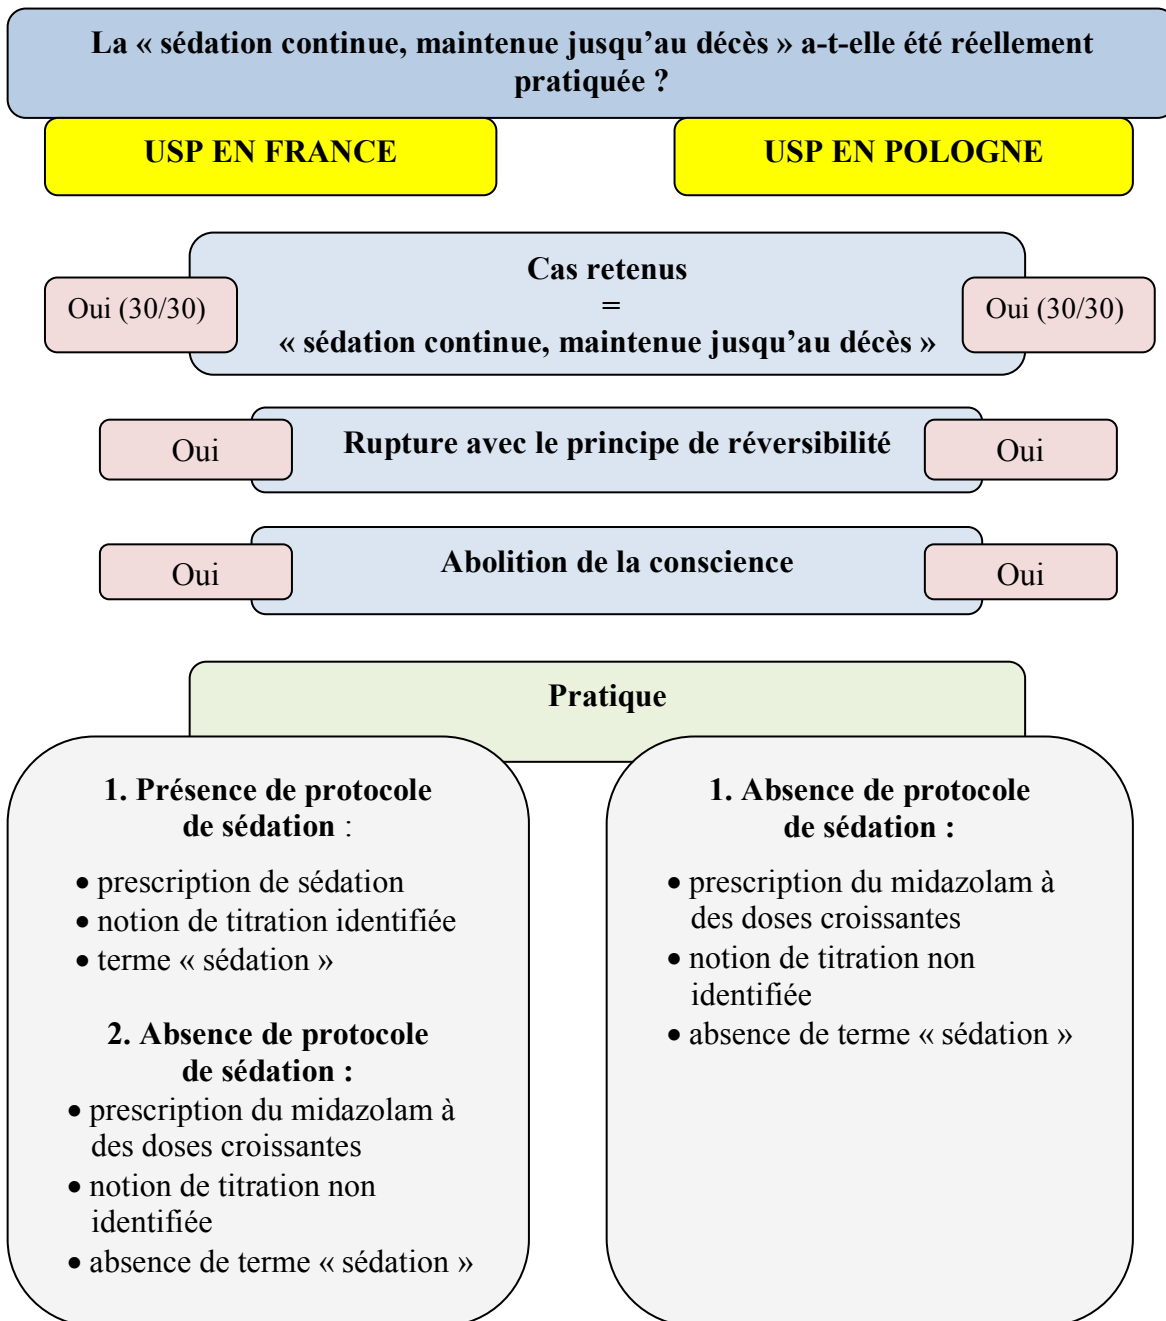 La « sédation continue, maintenue jusqu’au décès » a-t-elle été réellement
pratiquée ?
USP EN FRANCE
USP EN POLOGNE
Oui (30/30)
Cas retenus
=
« sédation continue, maintenue jusqu’au décès »
Oui (30/30)
Oui
Rupture avec le principe de réversibilité
Oui
Oui
Abolition de la conscience
Oui
Pratique
1. Présence de protocole
de sédation :
• prescription de sédation
• notion de titration identifiée
• terme « sédation »
2. Absence de protocole
de sédation :
• prescription du midazolam à
des doses croissantes
• notion de titration non
identifiée
• absence de terme « sédation »
1. Absence de protocole
de sédation :
• prescription du midazolam à
des doses croissantes
• notion de titration non
identifiée
• absence de terme « sédation »